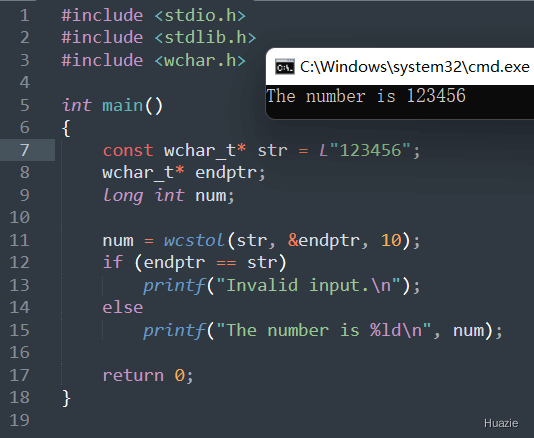 1 #include <stdio.h>
2 #include <stdlib.h>
3 #include <wchar.h>
C:\Windows\system32\cmd.exe
The number is 123456
4
5 int main()
6 {
7     const wchar_t* str = L"123456";
8     wchar_t* endptr;
9     long int num;
10
11     num = wcstol(str, &endptr, 10);
12     if (endptr == str)
13         printf("Invalid input.\n");
14     else
15         printf("The number is %ld\n", num);
16
17     return 0;
18 }
19
Huazie